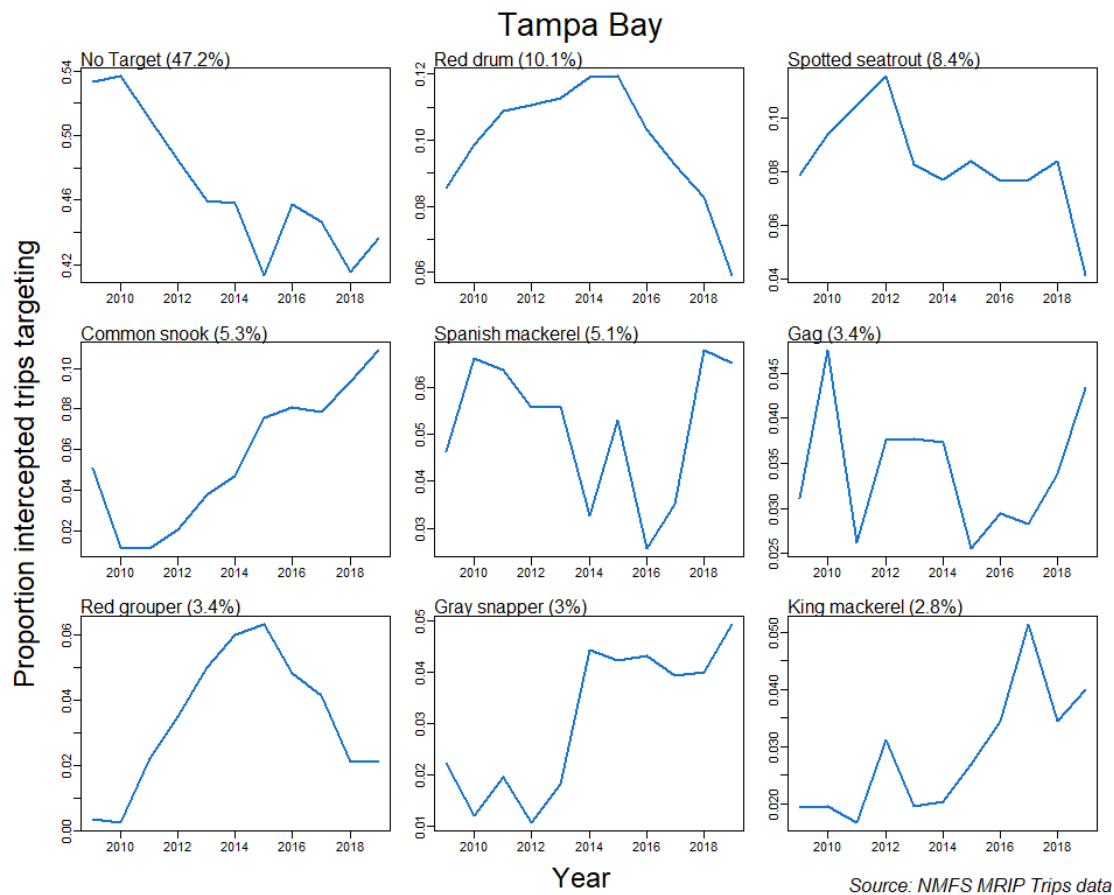 Tampa Bay
Proportion intercepted trips targeting
No Target (47.2%)
0.54
0.50
0.46
0.42
2010 2012 2014 2016 2018
Red drum (10.1%)
0.12
0.10
0.08
0.06
2010 2012 2014 2016 2018
Spotted seatrout (8.4%)
0.10
0.08
0.06
0.04
2010 2012 2014 2016 2018
Common snook (5.3%)
0.10
0.08
0.06
0.04
0.02
2010 2012 2014 2016 2018
Spanish mackerel (5.1%)
0.06
0.05
0.04
0.03
2010 2012 2014 2016 2018
Gag (3.4%)
0.045
0.040
0.035
0.030
0.025
2010 2012 2014 2016 2018
Red grouper (3.4%)
0.06
0.04
0.02
0.00
2010 2012 2014 2016 2018
Gray snapper (3%)
0.05
0.04
0.03
0.02
0.01
2010 2012 2014 2016 2018
King mackerel (2.8%)
0.050
0.040
0.030
0.020
2010 2012 2014 2016 2018
Year
Source: NMFS MRIP Trips data